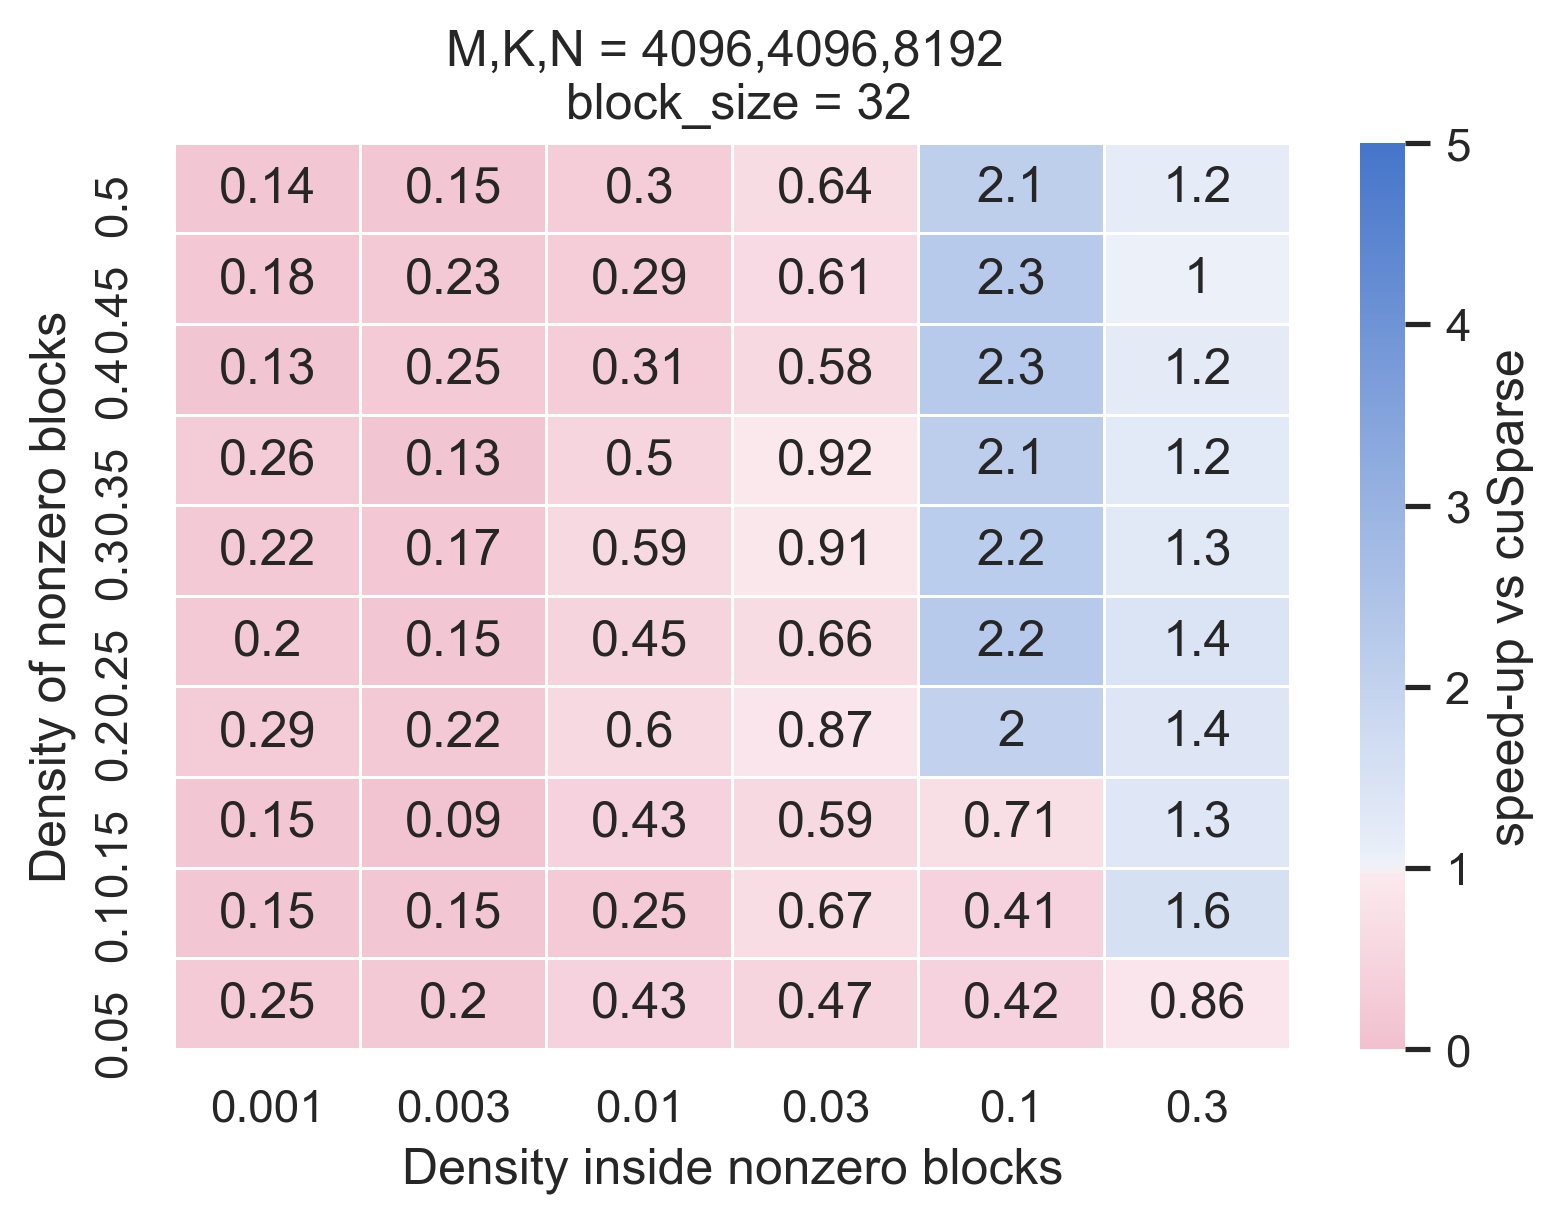 M,K,N = 4096,4096,8192
block_size = 32
Density of nonzero blocks
0.5 0.14 0.15 0.3 0.64 2.1 1.2
0.45 0.18 0.23 0.29 0.61 2.3 1
0.4 0.13 0.25 0.31 0.58 2.3 1.2
0.35 0.26 0.13 0.5 0.92 2.1 1.2
0.3 0.22 0.17 0.59 0.91 2.2 1.3
0.25 0.2 0.15 0.45 0.66 2.2 1.4
0.2 0.29 0.22 0.6 0.87 2 1.4
0.15 0.15 0.09 0.43 0.59 0.71 1.3
0.1 0.15 0.15 0.25 0.67 0.41 1.6
0.05 0.25 0.2 0.43 0.47 0.42 0.86
0.001 0.003 0.01 0.03 0.1 0.3
Density inside nonzero blocks
5
4
3
2
1
0
speed-up vs cuSparse